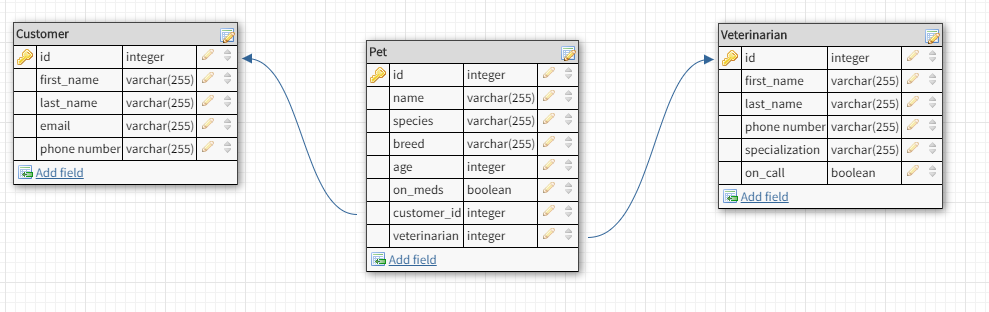 Customer
id integer
first_name varchar(255)
last_name varchar(255)
email varchar(255)
phone number varchar(255)
Add field
Pet
id integer
name varchar(255)
species varchar(255)
breed varchar(255)
age integer
on_meds boolean
customer_id integer
veterinarian integer
Add field
Veterinarian
id integer
first_name varchar(255)
last_name varchar(255)
phone number varchar(255)
specialization varchar(255)
on_call boolean
Add field